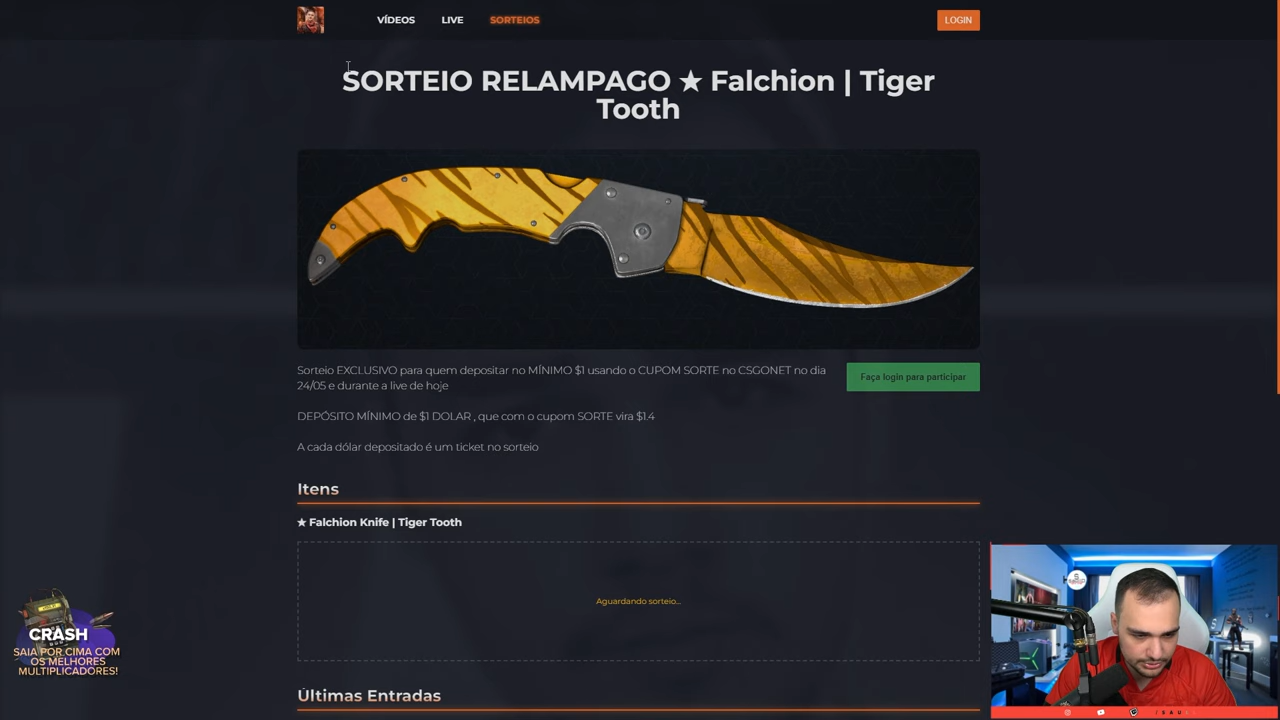 VÍDEOS
LIVE
SORTEIOS
LOGIN
SORTEIO RELAMPAGO ★ Falchion | Tiger
Tooth
Sorteio EXCLUSIVO para quem depositar no MÍNIMO $1 usando o CUPOM SORTE no CSGONET no dia
24/05 e durante a live de hoje
Faça login para participar
DEPÓSITO MÍNIMO de $1 DOLAR , que com o cupom SORTE vira $1.4
A cada dólar depositado é um ticket no sorteio
Itens
★ Falchion Knife | Tiger Tooth
Aguardando sorteio...
CRASH
SAIA POR CIMA COM
OS MELHORES
MULTIPLICADORES!
Últimas Entradas